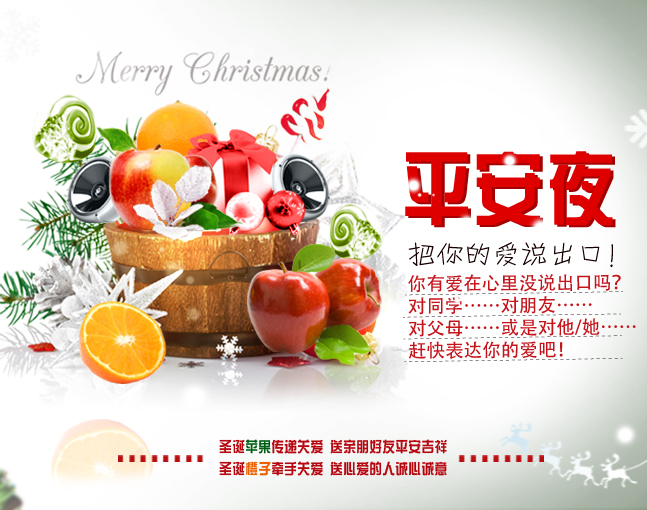 Merry Christmas!
平安夜
把你的爱说出口!
你有爱在心里没说出口吗?
对同学……对朋友……
对父母……或是对他/她……
赶快表达你的爱吧!
圣诞苹果传递关爱 送亲朋好友平安吉祥
圣诞橙子牵手关爱 送心爱的人诚心诚意